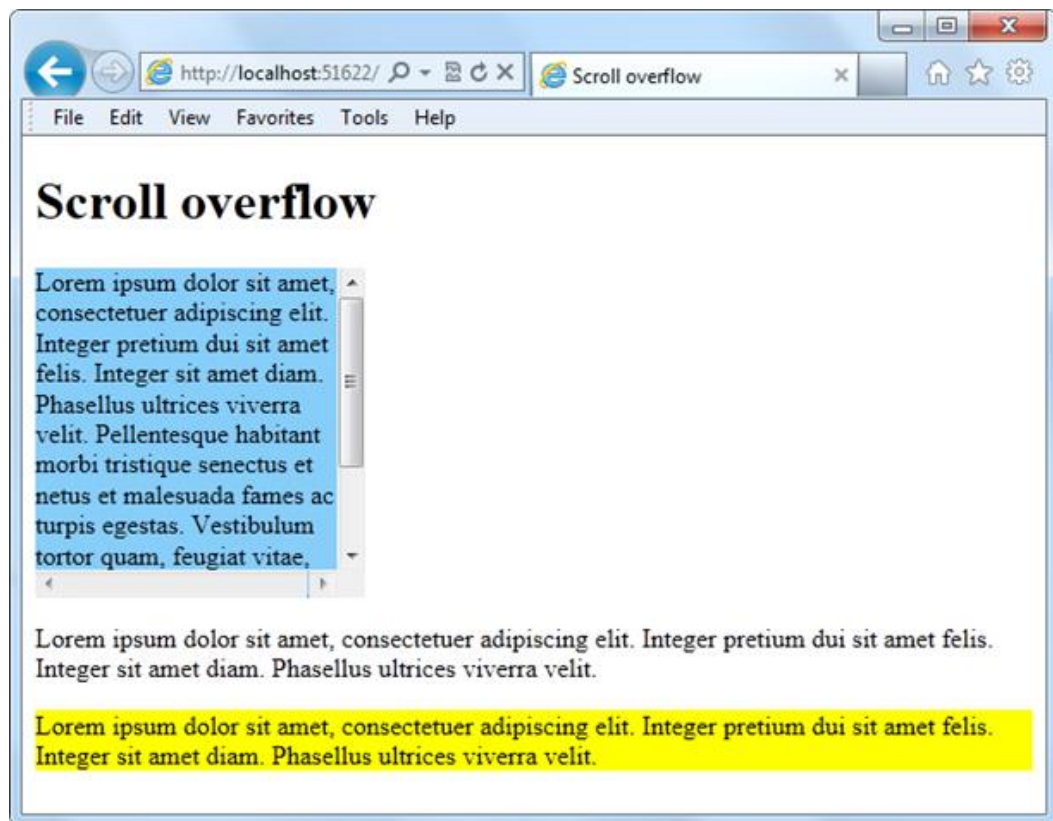 http://localhost:51622/
Scroll overflow
File Edit View Favorites Tools Help
Scroll overflow
Lorem ipsum dolor sit amet,
consectetuer adipiscing elit.
Integer pretium dui sit amet
felis. Integer sit amet diam.
Phasellus ultrices viverra
velit. Pellentesque habitant
morbi tristique senectus et
netus et malesuada fames ac
turpis egestas. Vestibulum
tortor quam, feugiat vitae,
Lorem ipsum dolor sit amet, consectetuer adipiscing elit. Integer pretium dui sit amet felis.
Integer sit amet diam. Phasellus ultrices viverra velit.
Lorem ipsum dolor sit amet, consectetuer adipiscing elit. Integer pretium dui sit amet felis.
Integer sit amet diam. Phasellus ultrices viverra velit.